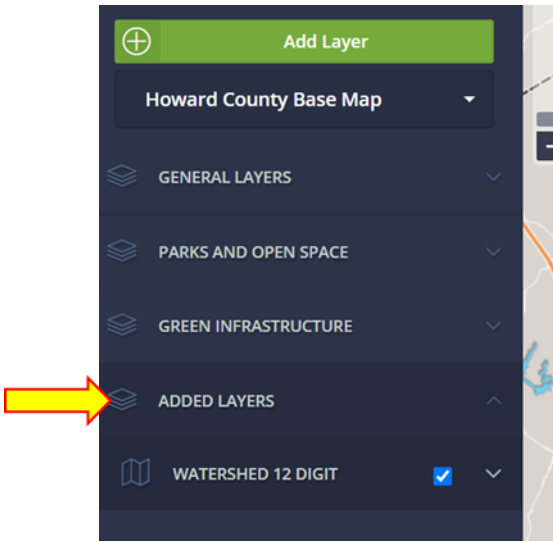 Add Layer
Howard County Base Map
GENERAL LAYERS
PARKS AND OPEN SPACE
GREEN INFRASTRUCTURE
ADDED LAYERS
WATERSHED 12 DIGIT